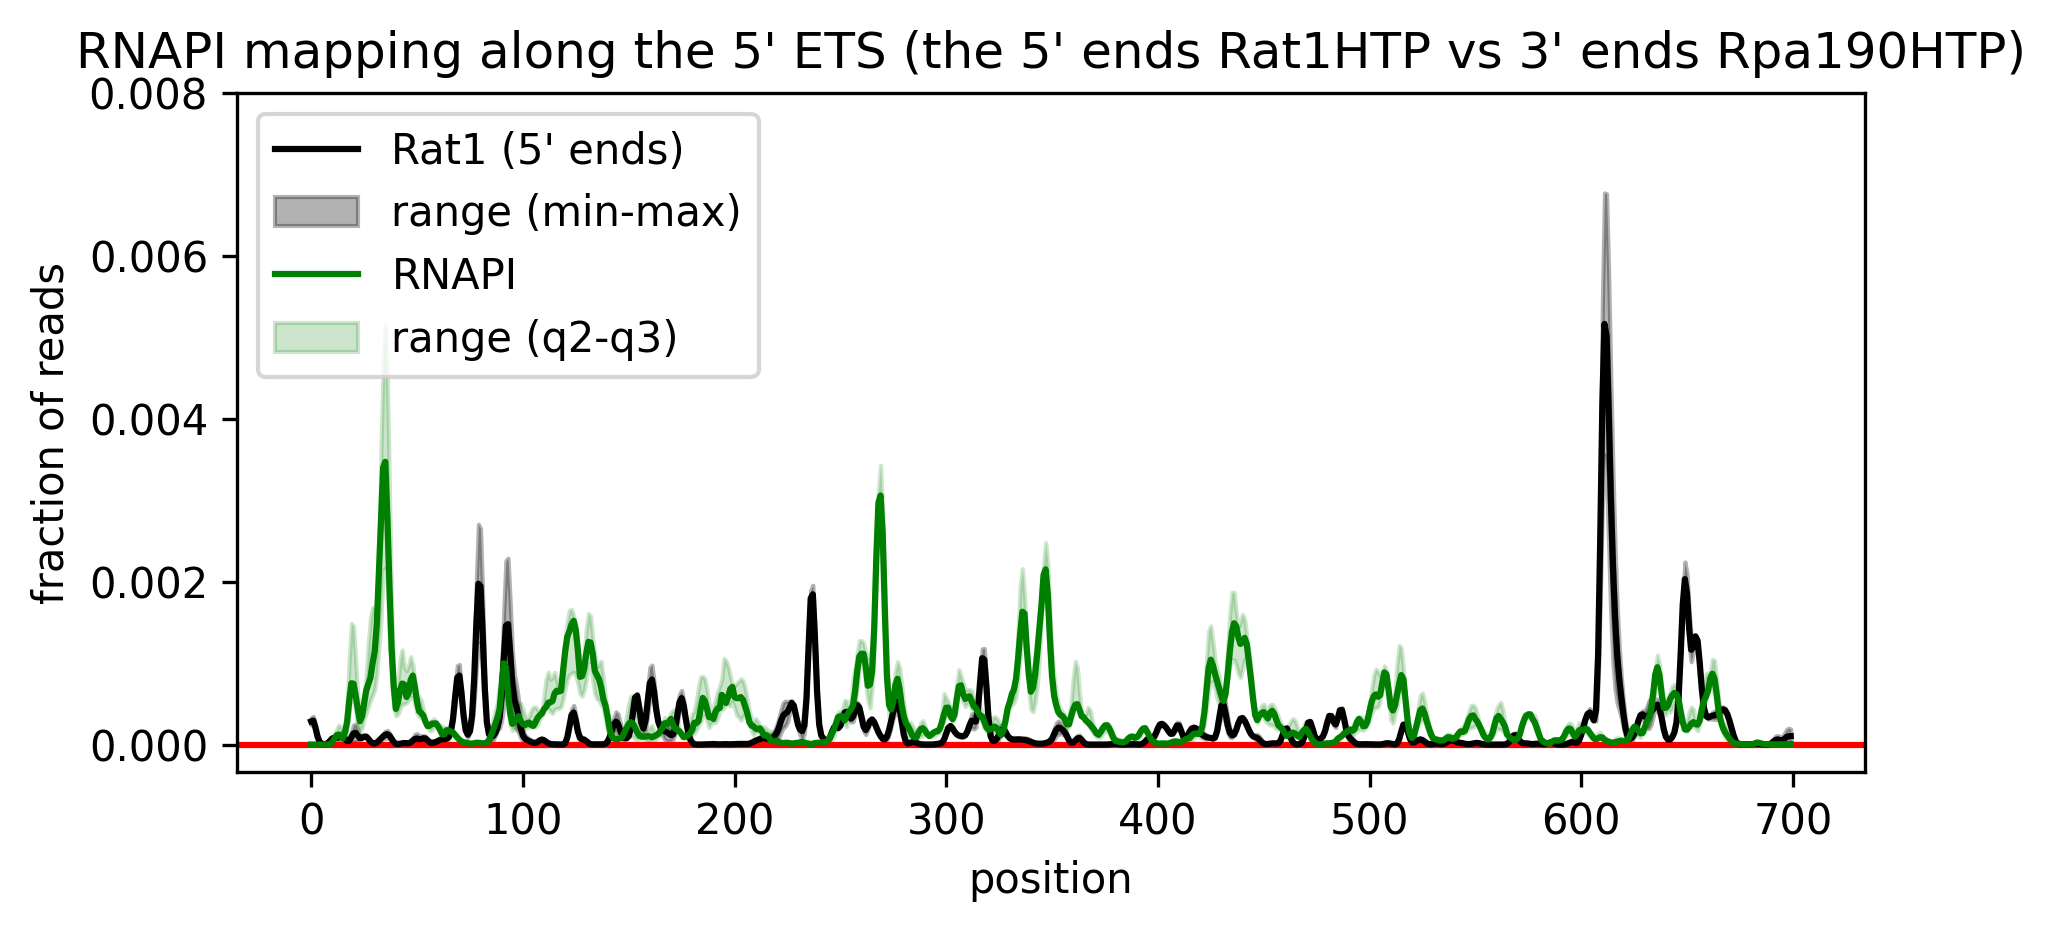 RNAPI mapping along the 5' ETS (the 5' ends Rat1HTP vs 3' ends Rpa190HTP)
0.008
0.006
0.004
0.002
0.000
fraction of reads
Rat1 (5' ends)
range (min-max)
RNAPI
range (q2-q3)
0 100 200 300 400 500 600 700
position